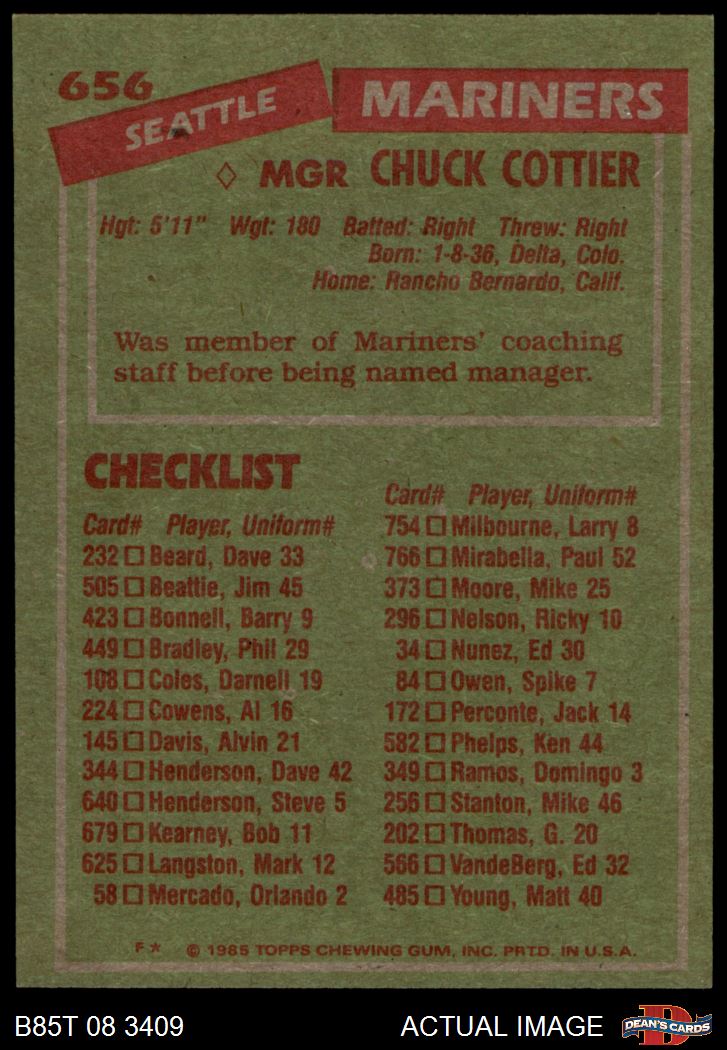 656
SEATTLE MARINERS
MGR CHUCK COTTIER
Hgt: 5'11" Wgt: 180 Batted: Right Threw: Right
Born: 1-8-36, Delta, Colo.
Home: Rancho Bernardo, Calif.
Was member of Mariners' coaching
staff before being named manager.
CHECKLIST
Card# Player, Uniform#
232 Beard, Dave 33
505 Beattie, Jim 45
423 Bonnell, Barry 9
449 Bradley, Phil 29
108 Coles, Darnell 19
224 Cowens, Al 16
145 Davis, Alvin 21
344 Henderson, Dave 42
640 Henderson, Steve 5
679 Kearney, Bob 11
625 Langston, Mark 12
58 Mercado, Orlando 2
Card# Player, Uniform#
754 Milbourne, Larry 8
766 Mirabella, Paul 52
373 Moore, Mike 25
296 Nelson, Ricky 10
34 Nunez, Ed 30
84 Owen, Spike 7
172 Perconte, Jack 14
582 Phelps, Ken 44
349 Ramos, Domingo 3
256 Stanton, Mike 46
202 Thomas, G. 20
566 VandeBerg, Ed 32
485 Young, Matt 40
F* © 1985 TOPPS CHEWING GUM, INC. PRTD. IN U.S.A.
B85T 08 3409 ACTUAL IMAGE
DEAN'S CARDS